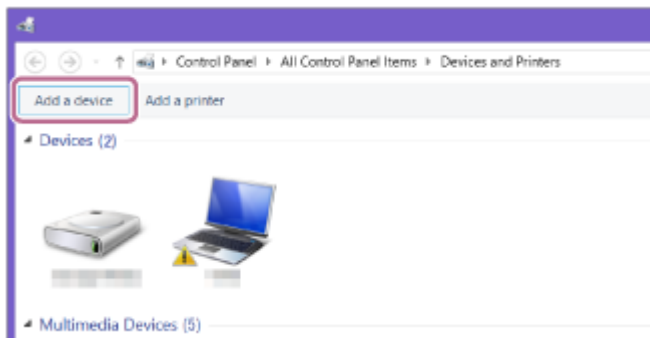 Control Panel All Control Panel Items Devices and Printers
Add a device Add a printer
Devices (2)
Multimedia Devices (5)